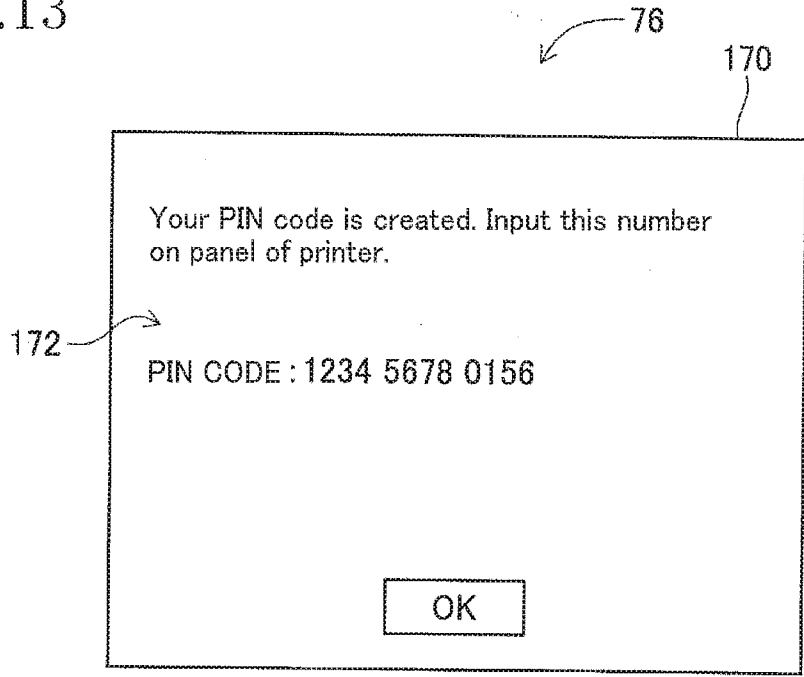 .13
76
170
Your PIN code is created. Input this number
on panel of printer.
172
PIN CODE : 1234 5678 0156
OK